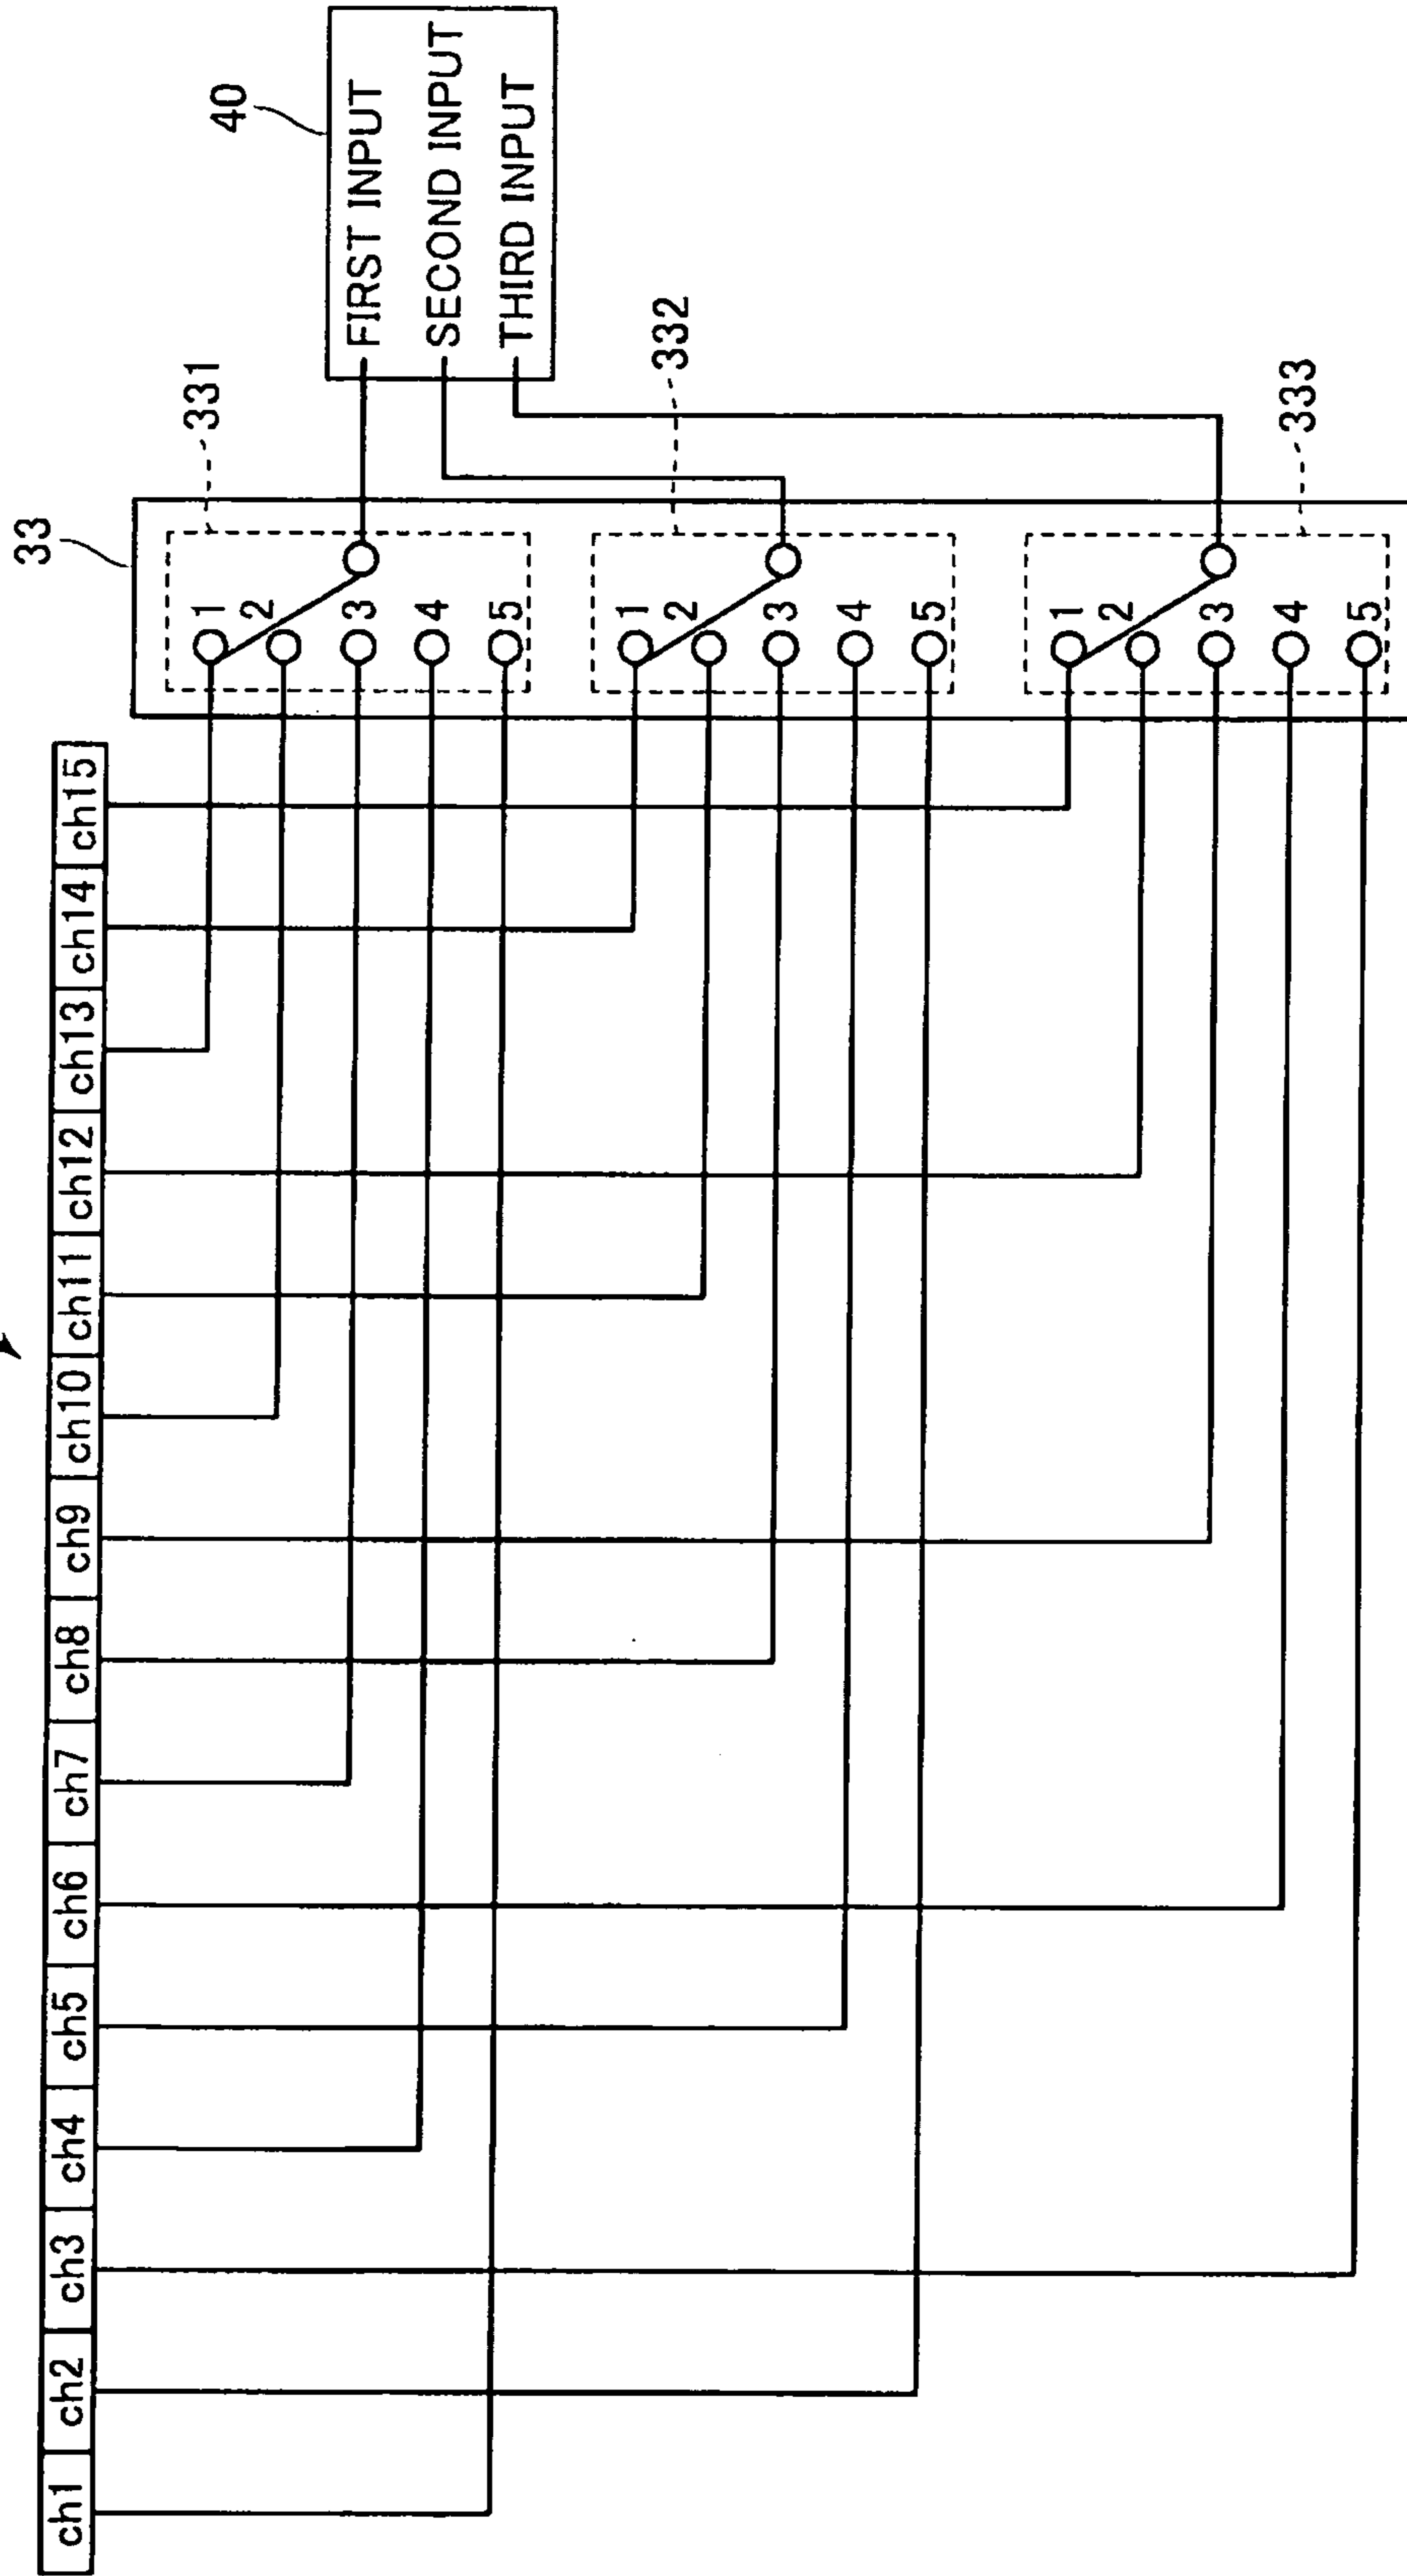 40
FIRST INPUT
SECOND INPUT
THIRD INPUT
33
331
1
2
3
4
5
332
1
2
3
4
5
333
1
2
3
4
5
ch1
ch2
ch3
ch4
ch5
ch6
ch7
ch8
ch9
ch10
ch11
ch12
ch13
ch14
ch15